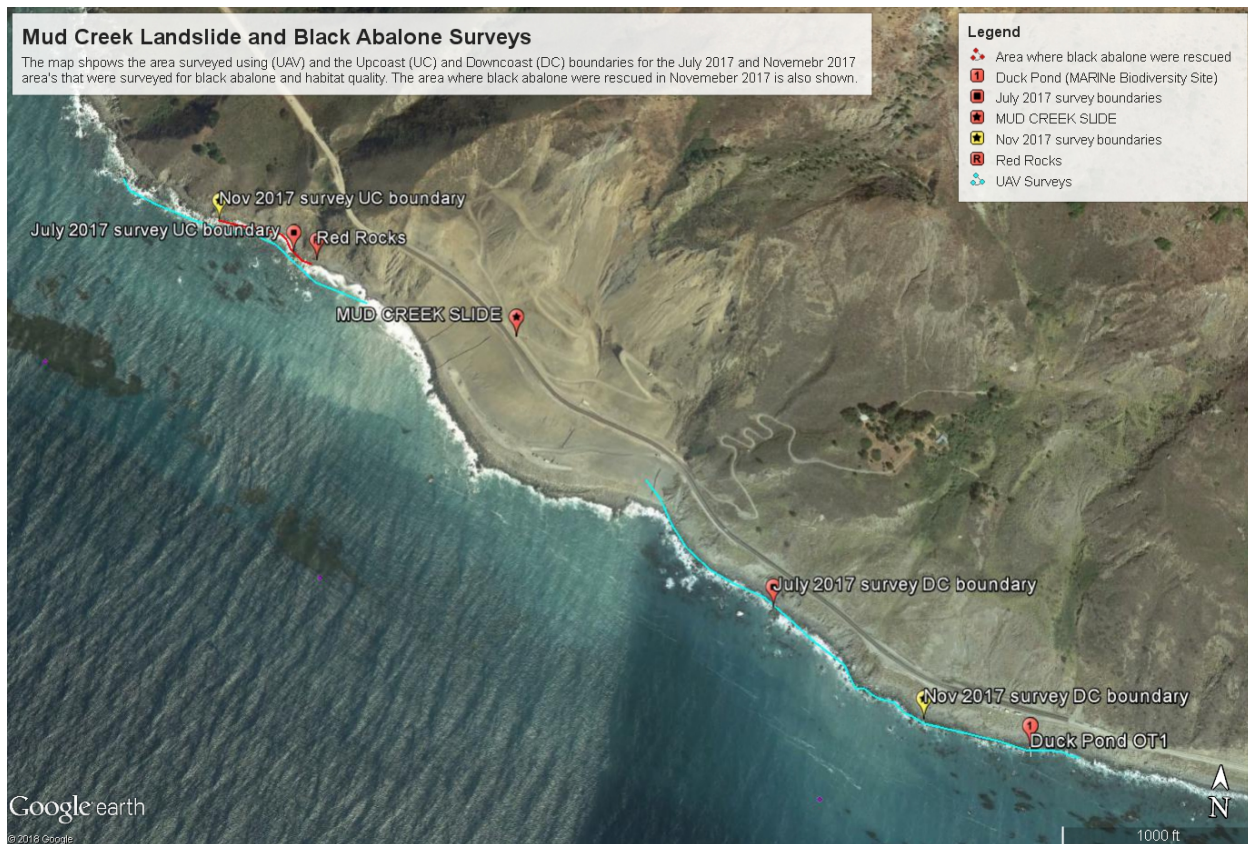 Mud Creek Landslide and Black Abalone Surveys
The map shpows the area surveyed using (UAV) and the Upcoast (UC) and Downcoast (DC) boundaries for the July 2017 and Novemebr 2017
area's that were surveyed for black abalone and habitat quality. The area where black abalone were rescued in Novemeber 2017 is also shown.
Legend
Area where black abalone were rescued
1 Duck Pond (MARINe Biodiversity Site)
July 2017 survey boundaries
MUD CREEK SLIDE
Nov 2017 survey boundaries
R Red Rocks
UAV Surveys
Nov 2017 survey UC boundary
July 2017 survey UC boundary
Red Rocks
MUD CREEK SLIDE
July 2017 survey DC boundary
Nov 2017 survey DC boundary
1
Duck Pond OT1
N
Google earth
© 2018 Google
1000 ft